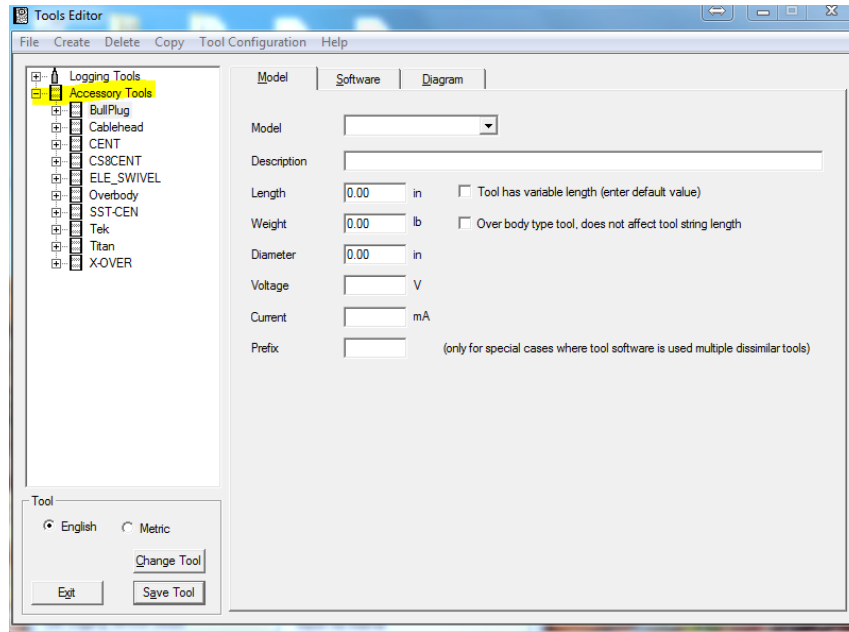 Tools Editor
File Create Delete Copy Tool Configuration Help
Logging Tools
Accessory Tools
BullPlug
Cablehead
CENT
CS8CENT
ELE_SWIVEL
Overbody
SST-CEN
Tek
Titan
X-OVER
Model Software Diagram
Model
Description
Length 0.00 in Tool has variable length (enter default value)
Weight 0.00 lb Over body type tool, does not affect tool string length
Diameter 0.00 in
Voltage V
Current mA
Prefix (only for special cases where tool software is used multiple dissimilar tools)
Tool
English Metric
Change Tool
Exit Save Tool